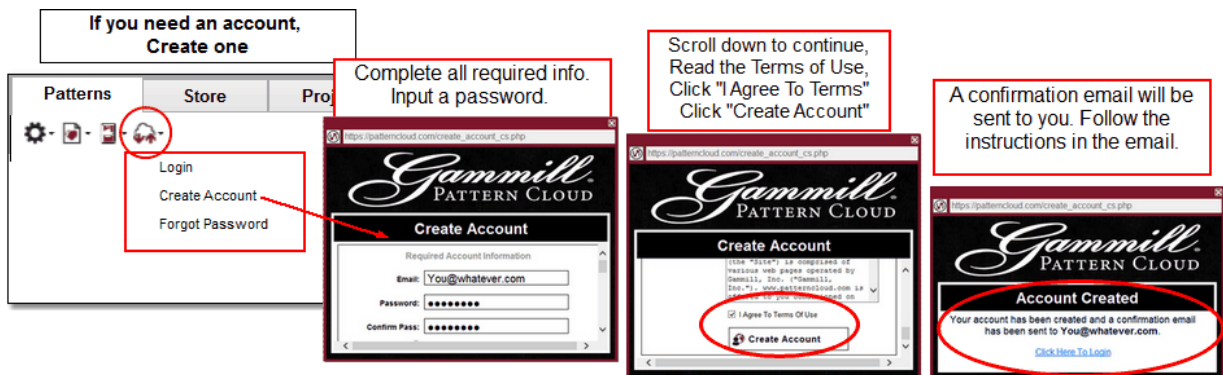 If you need an account,
Create one
Patterns
Store
Proj
Login
Create Account
Forgot Password
Complete all required info.
Input a password.
https://patterncloud.com/create_account_cs.php
Gammill
PATTERN CLOUD
Create Account
Required Account Information
Email: You@whatever.com
Password: ●●●●●●●●
Confirm Pass: ●●●●●●●●
Scroll down to continue,
Read the Terms of Use,
Click "I Agree To Terms"
Click "Create Account"
https://patterncloud.com/create_account_cs.php
Gammill
PATTERN CLOUD
Create Account
(the "Site") is comprised of
various web pages operated by
Gammill, Inc. ("Gammill,
Inc."). www.patterncloud.com is
I Agree To Terms Of Use
Create Account
A confirmation email will be
sent to you. Follow the
instructions in the email.
https://patterncloud.com/create_account_cs.php
Gammill
PATTERN CLOUD
Account Created
Your account has been created and a confirmation email
has been sent to You@whatever.com.
Click Here To Login